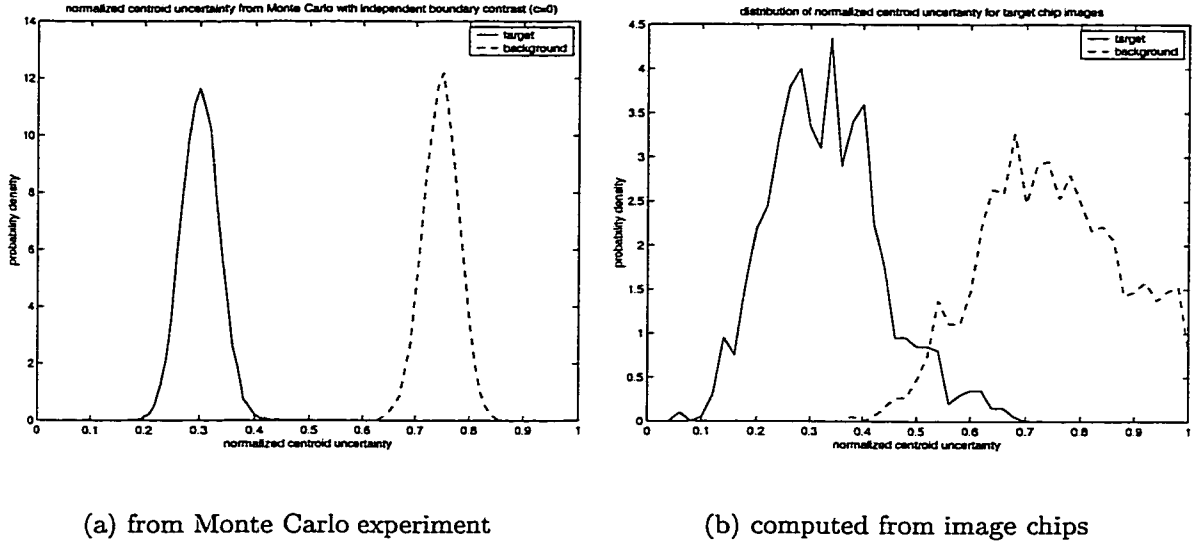 normalized centroid uncertainty from Monte Carlo with independent boundary contrast (c=0)
14
12
10
8
6
4
2
0
0 0.1 0.2 0.3 0.4 0.5 0.6 0.7 0.8 0.9 1
probability density
normalized centroid uncertainty
target
background
(a) from Monte Carlo experiment
distribution of normalized centroid uncertainty for target chip images
4.5
4
3.5
3
2.5
2
1.5
1
0.5
0
0 0.1 0.2 0.3 0.4 0.5 0.6 0.7 0.8 0.9 1
probability density
normalized centroid uncertainty
target
background
(b) computed from image chips